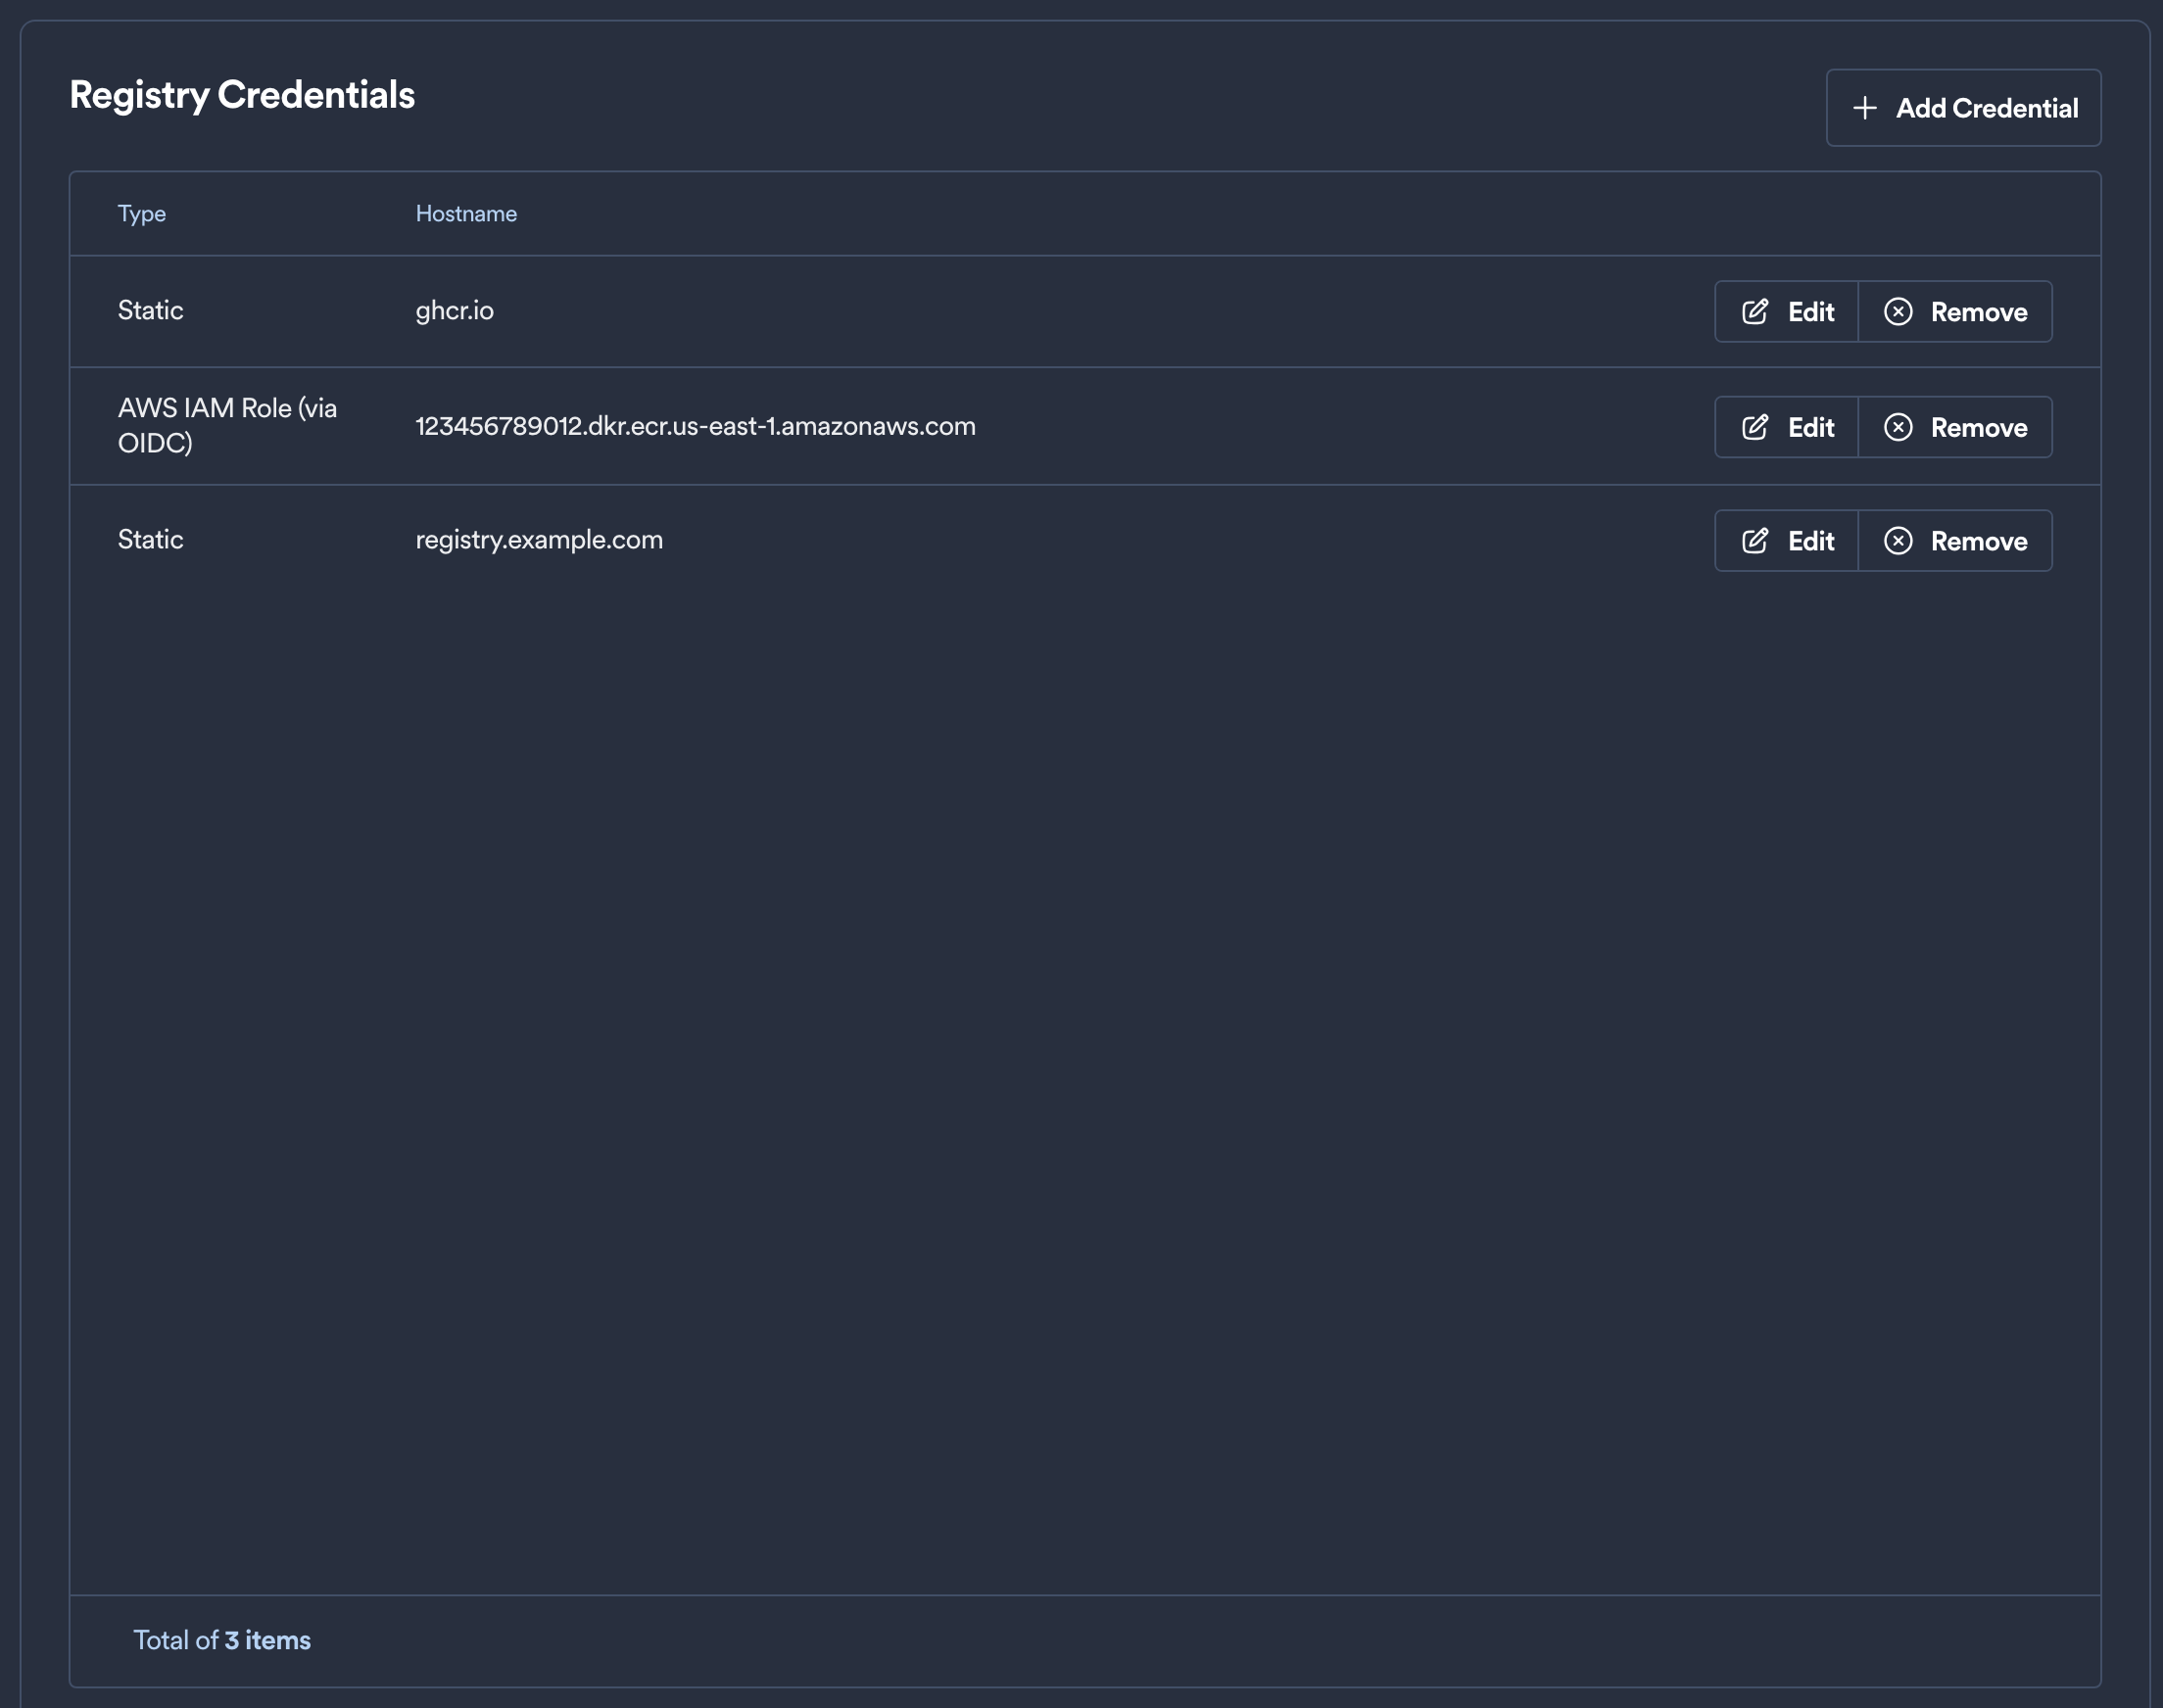 Registry Credentials
Add Credential
Type Hostname
Static ghcr.io Edit Remove
AWS IAM Role (via
OIDC) 123456789012.dkr.ecr.us-east-1.amazonaws.com Edit Remove
Static registry.example.com Edit Remove
Total of 3 items